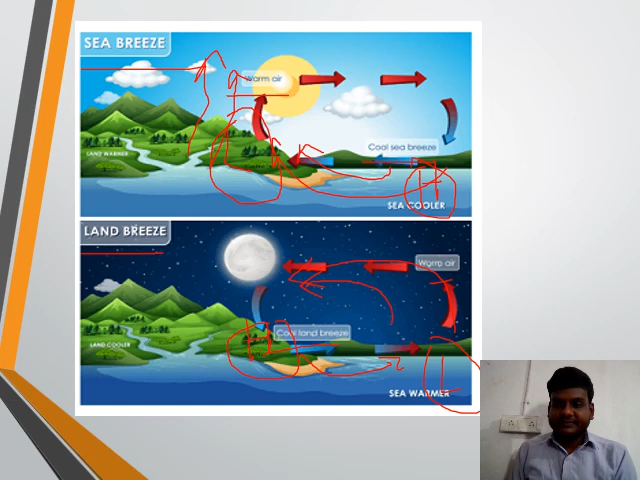 SEA BREEZE
Warm air
Cool sea breeze
LAND WARMER
H
L
SEA COOLER
LAND BREEZE
Warm air
Cool land breeze
LAND COOLER
L
SEA WARMER